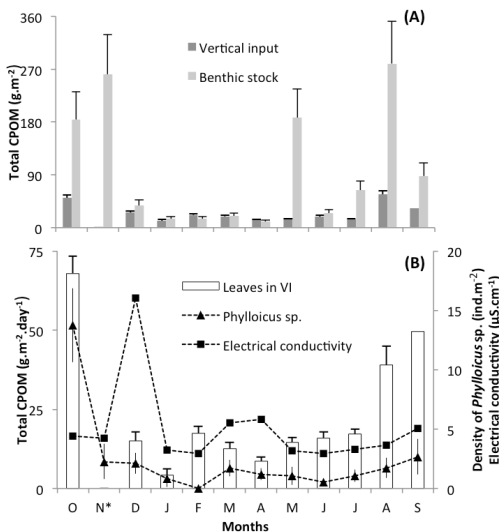 (A)
360
270
180
90
0
Total CPOM (g.m-2)
Vertical input
Benthic stock
(B)
75
50
25
0
Total CPOM (g.m-2.day-1)
Leaves in VI
Phylloicus sp.
Electrical conductivity
20
15
10
5
0
Density of Phylloicus sp. (ind.m-2)
Electrical conductivity (µS.cm-1)
O N* D J F M A M J J A S
Months